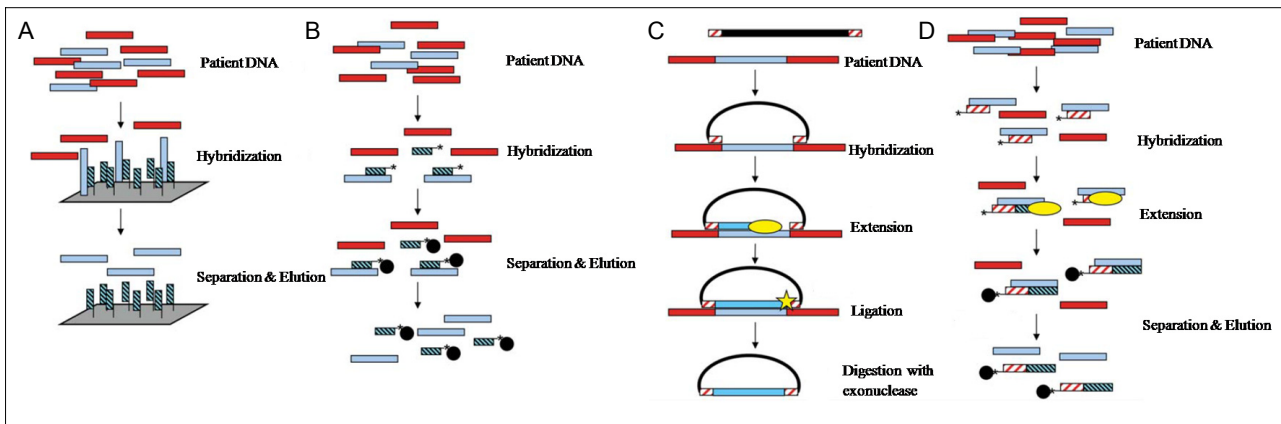 A
Patient DNA
Hybridization
Separation & Elution
B
Patient DNA
Hybridization
Separation & Elution
C
Patient DNA
Hybridization
Extension
Ligation
Digestion with
exonuclease
D
Patient DNA
Hybridization
Extension
Separation & Elution